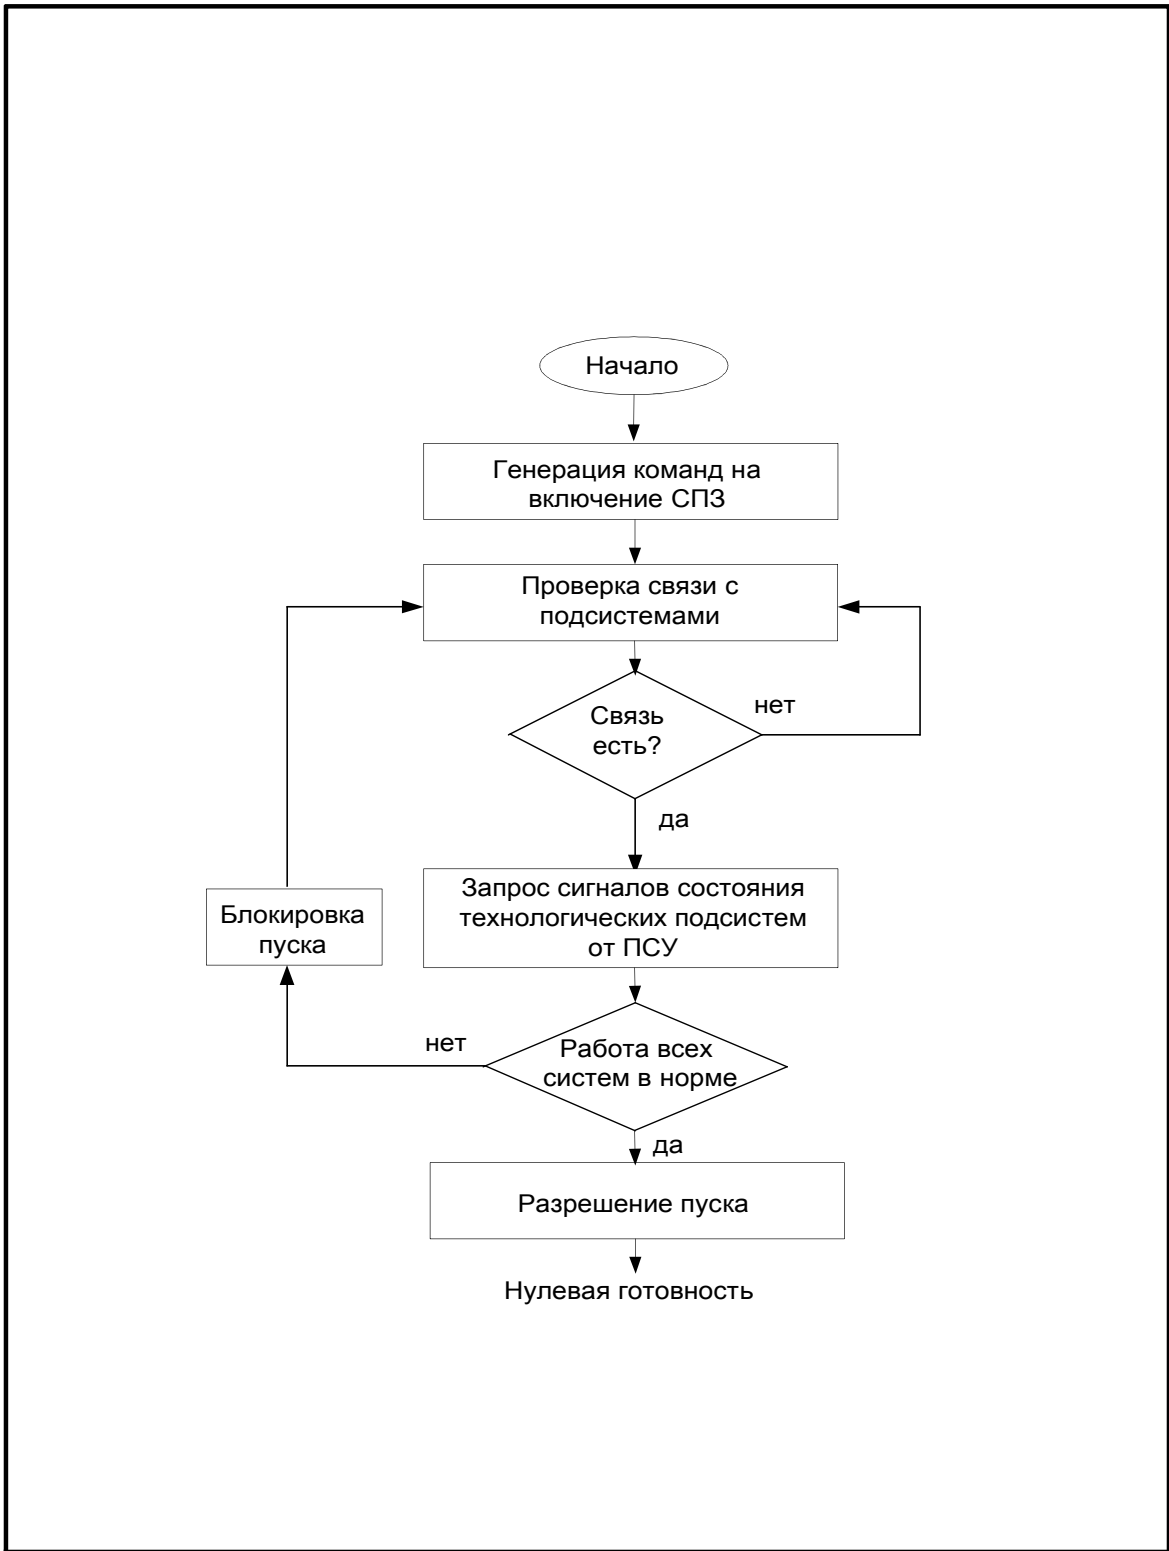 Начало
Генерация команд на
включение СПЗ
Проверка связи с
подсистемами
Связь
есть?
нет
да
Запрос сигналов состояния
технологических подсистем
от ПСУ
Блокировка
пуска
нет
Работа всех
систем в норме
да
Разрешение пуска
Нулевая готовность